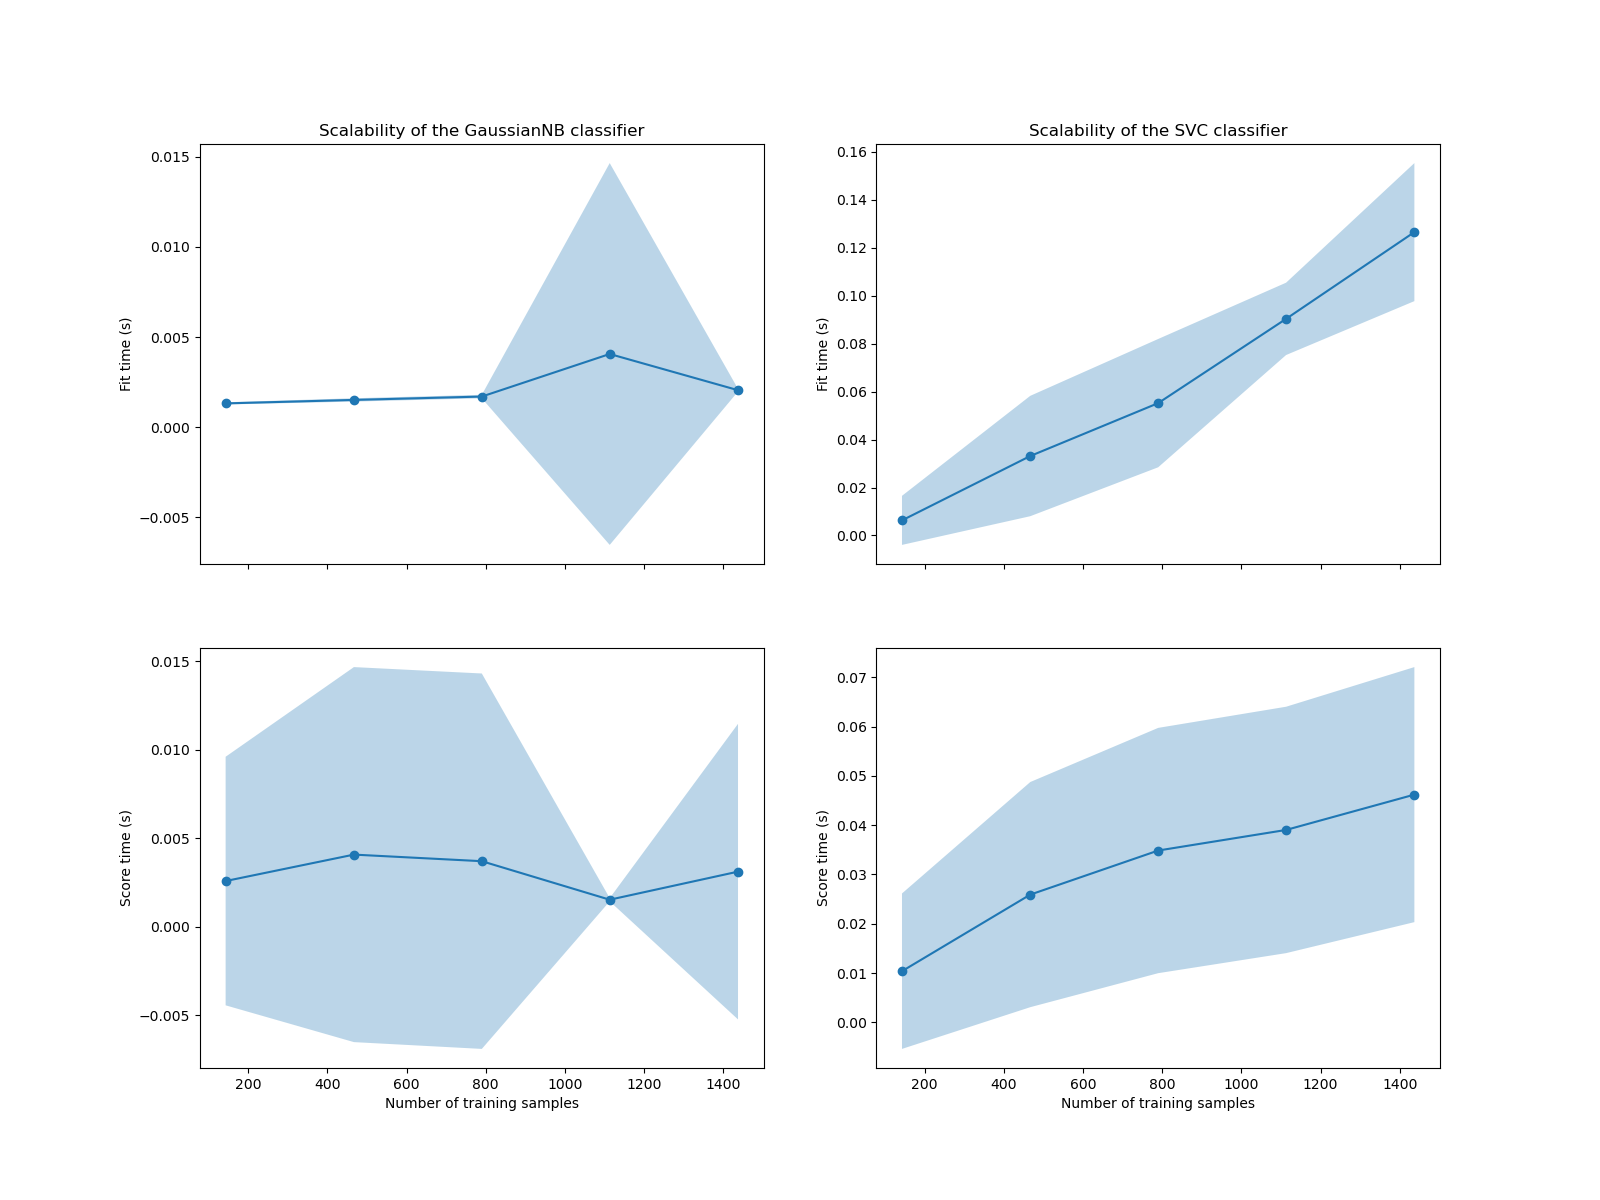 Scalability of the GaussianNB classifier
0.015
0.010
0.005
0.000
−0.005
Fit time (s)
Scalability of the SVC classifier
0.16
0.14
0.12
0.10
0.08
0.06
0.04
0.02
0.00
Fit time (s)
0.015
0.010
0.005
0.000
−0.005
Score time (s)
200 400 600 800 1000 1200 1400
Number of training samples
0.07
0.06
0.05
0.04
0.03
0.02
0.01
0.00
Score time (s)
200 400 600 800 1000 1200 1400
Number of training samples